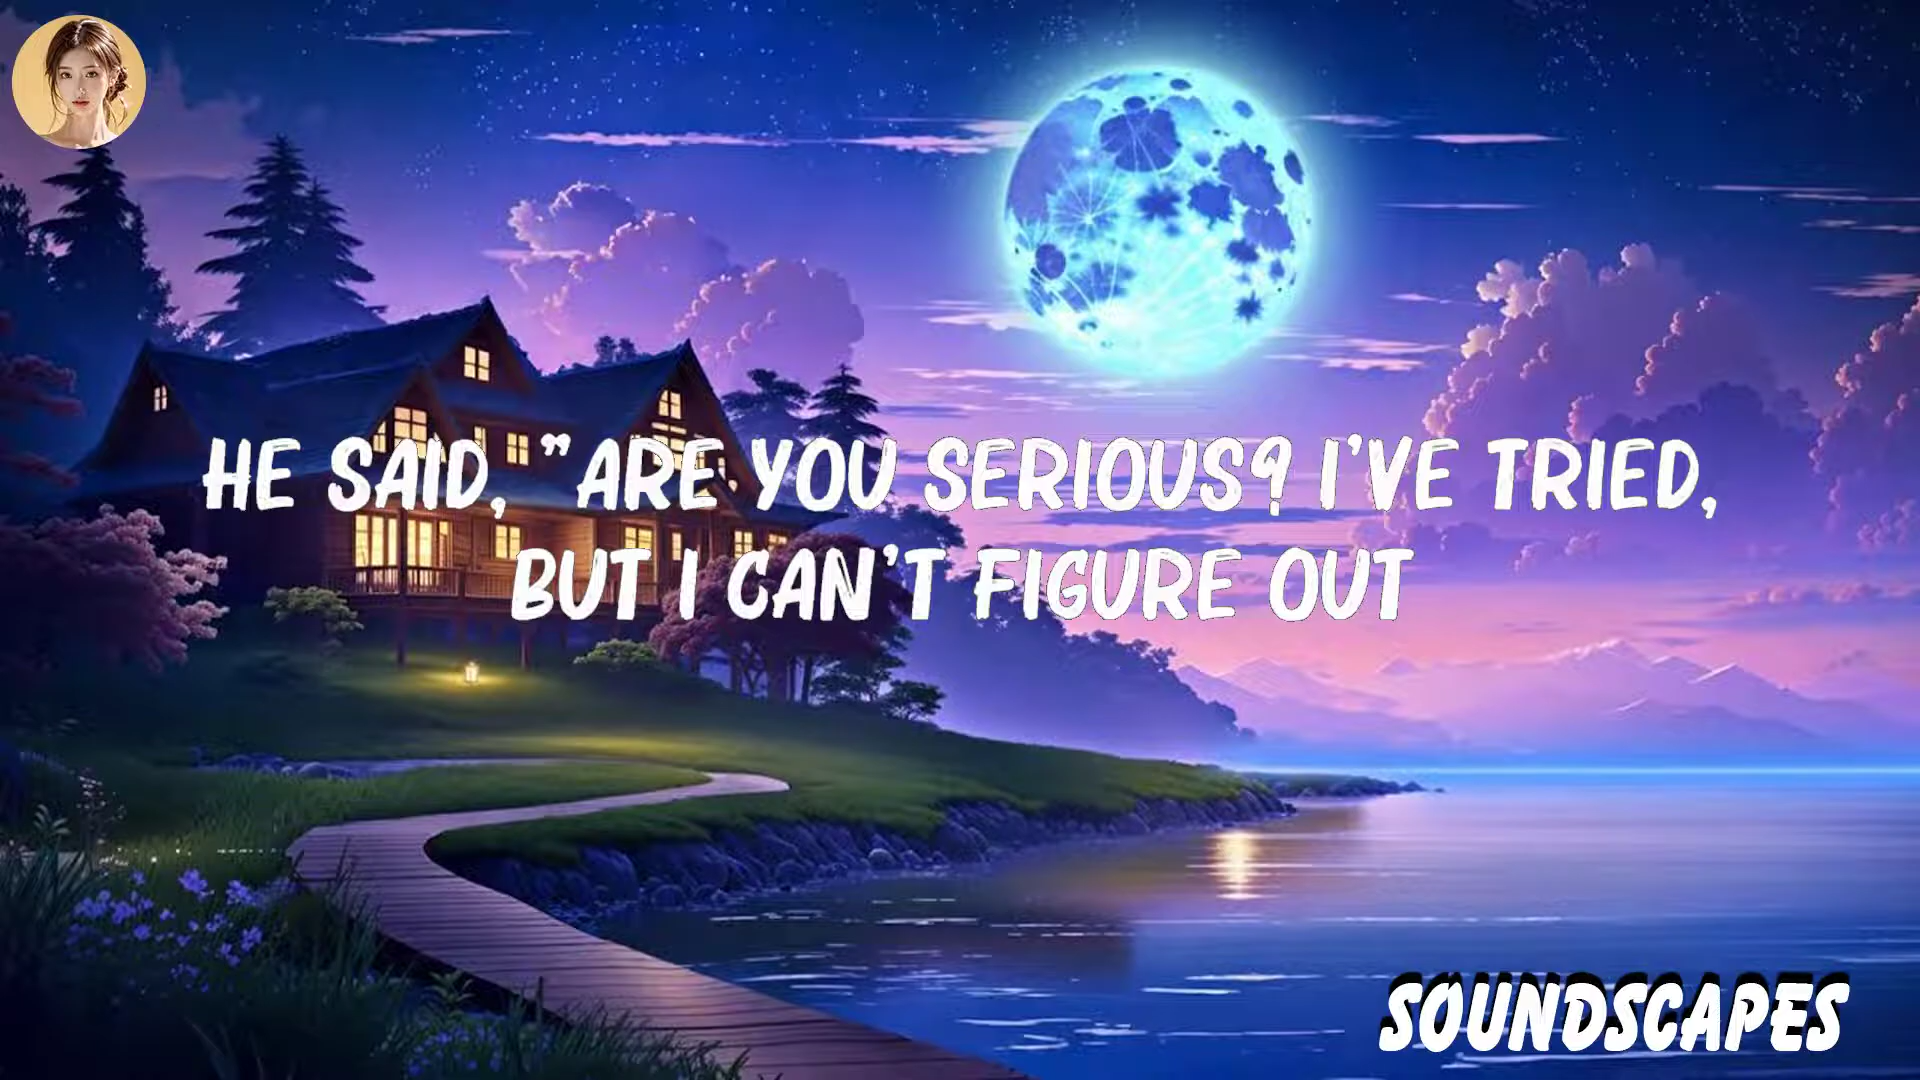 HE SAID, "ARE YOU SERIOUS? I'VE TRIED,
BUT I CAN'T FIGURE OUT
SOUNDSCAPES